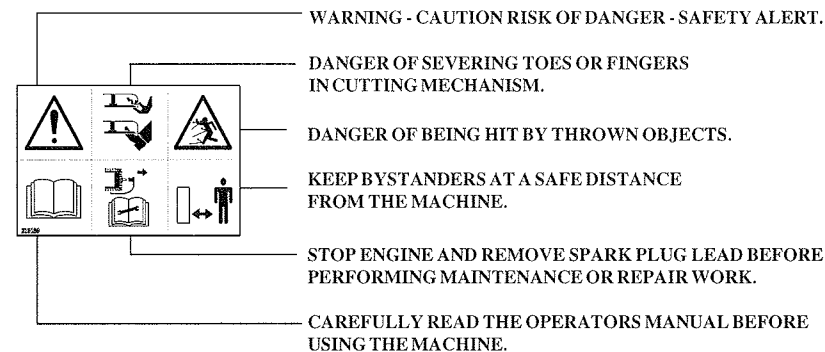 WARNING - CAUTION RISK OF DANGER - SAFETY ALERT.
DANGER OF SEVERING TOES OR FINGERS
IN CUTTING MECHANISM.
DANGER OF BEING HIT BY THROWN OBJECTS.
KEEP BYSTANDERS AT A SAFE DISTANCE
FROM THE MACHINE.
STOP ENGINE AND REMOVE SPARK PLUG LEAD BEFORE
PERFORMING MAINTENANCE OR REPAIR WORK.
CAREFULLY READ THE OPERATORS MANUAL BEFORE
USING THE MACHINE.